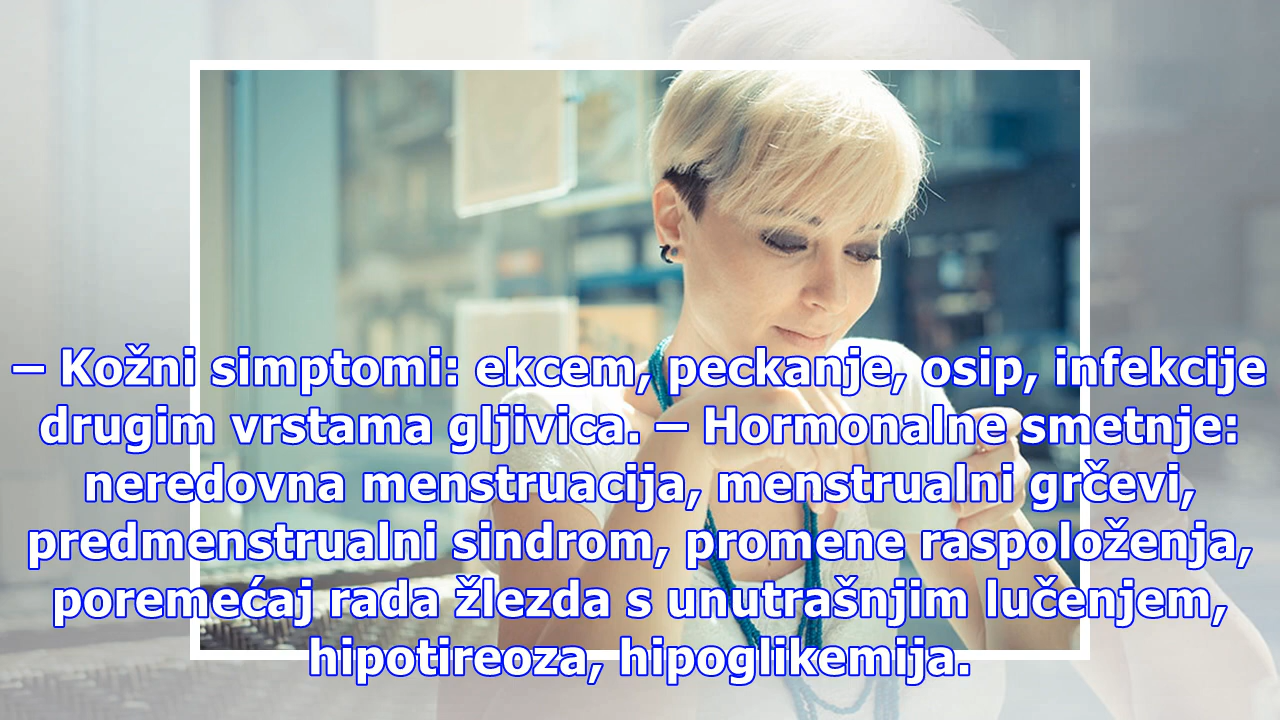 – Kožni simptomi: ekcem, peckanje, osip, infekcije
drugim vrstama gljivica. – Hormonalne smetnje:
neredovna menstruacija, menstrualni grčevi,
predmenstrualni sindrom, promene raspoloženja,
poremećaj rada žlezda s unutrašnjim lučenjem,
hipotireoza, hipoglikemija.